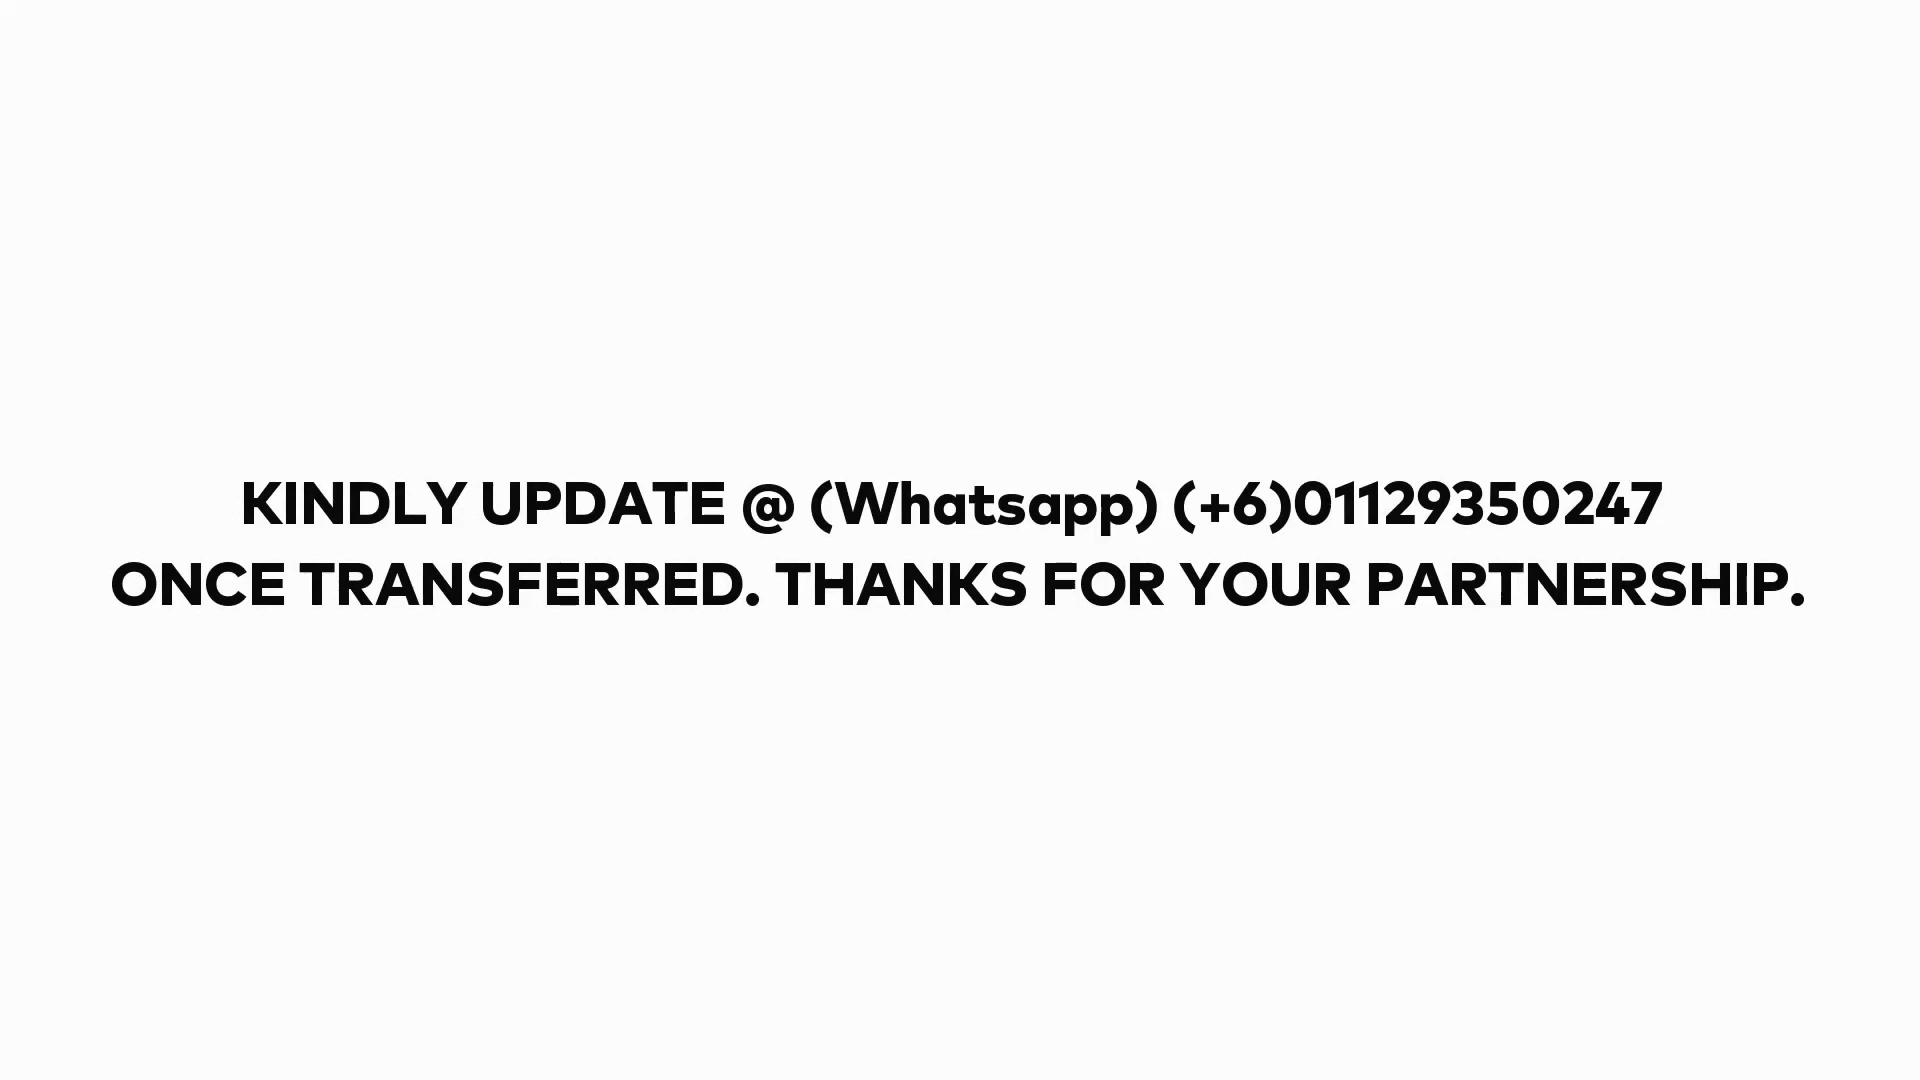 KINDLY UPDATE @ (Whatsapp) (+6)01129350247
ONCE TRANSFERRED. THANKS FOR YOUR PARTNERSHIP.